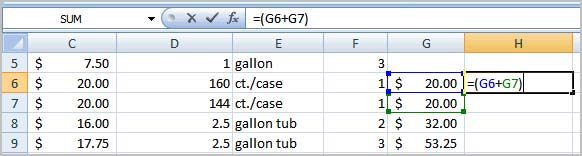 SUM fx =(G6+G7)
C D E F G H
5 $ 7.50 1 gallon 3
6 $ 20.00 160 ct./case 1 $ 20.00 =(G6+G7)
7 $ 20.00 144 ct./case 1 $ 20.00
8 $ 16.00 2.5 gallon tub 2 $ 32.00
9 $ 17.75 2.5 gallon tub 3 $ 53.25